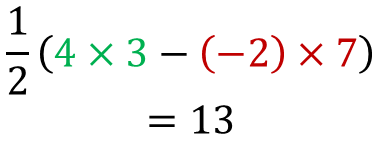 1/2 (4 × 3 − (−2) × 7)
= 13